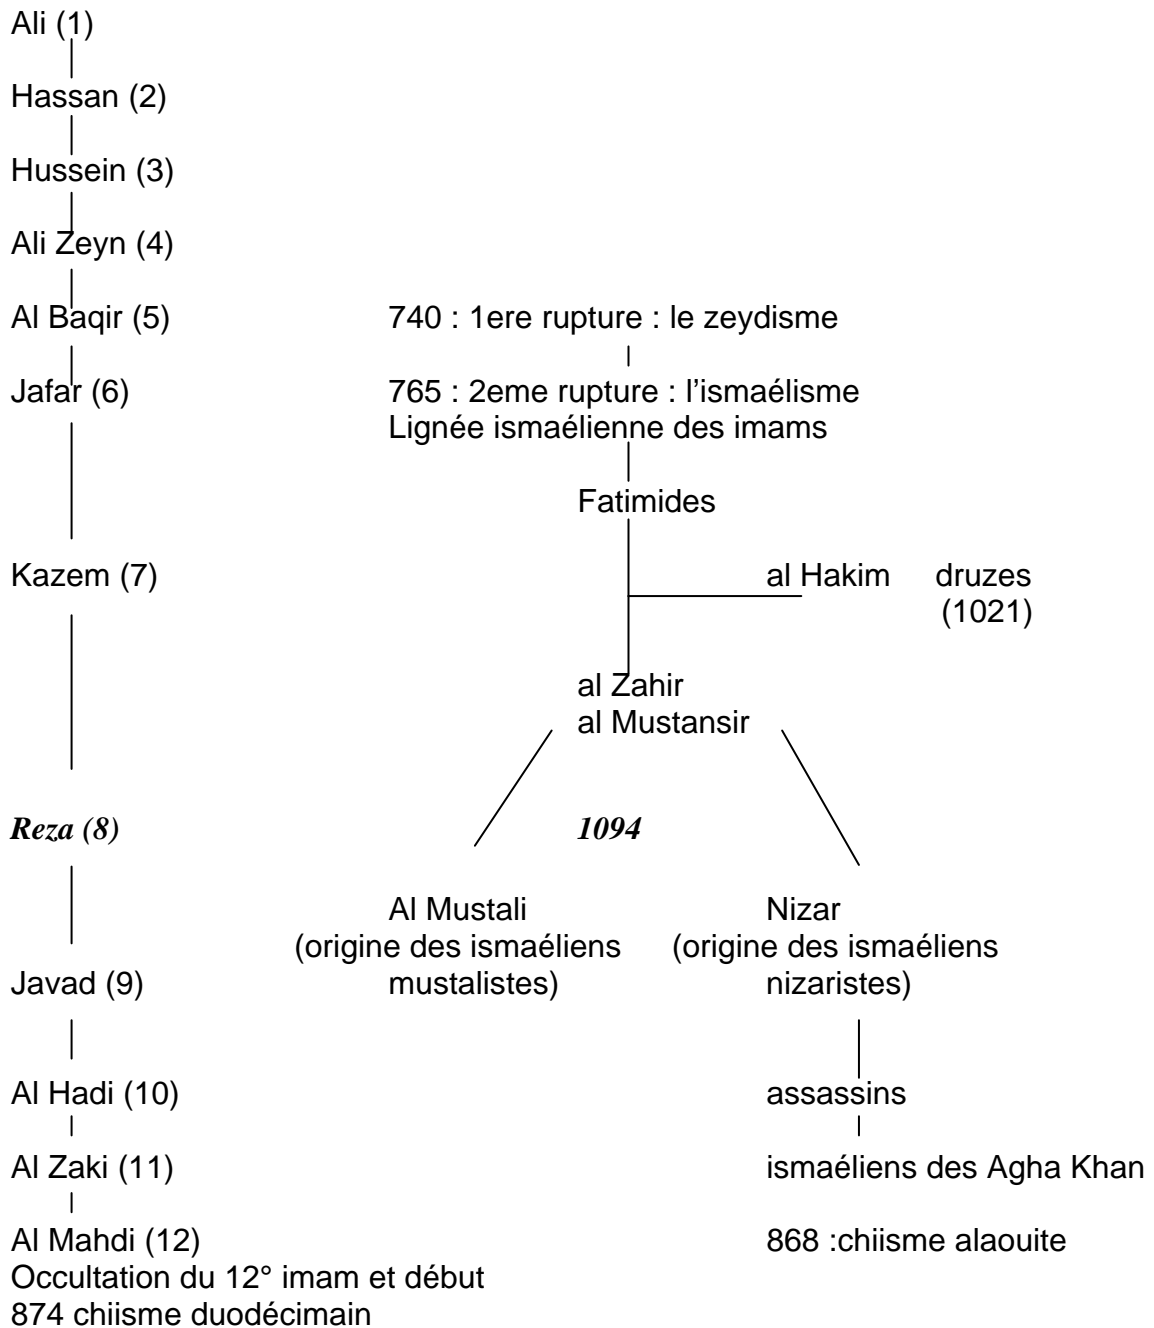 Ali (1)
Hassan (2)
Hussein (3)
Ali Zeyn (4)
Al Baqir (5)
740 : 1ere rupture : le zeydisme
Jafar (6)
765 : 2eme rupture : l'ismaélisme
Lignée ismaélienne des imams
Fatimides
Kazem (7)
al Hakim druzes
(1021)
al Zahir
al Mustansir
Reza (8)
1094
Al Mustali
(origine des ismaéliens
mustalistes)
Nizar
(origine des ismaéliens
nizaristes)
Javad (9)
Al Hadi (10)
assassins
Al Zaki (11)
ismaéliens des Agha Khan
Al Mahdi (12)
868 :chiisme alaouite
Occultation du 12° imam et début
874 chiisme duodécimain